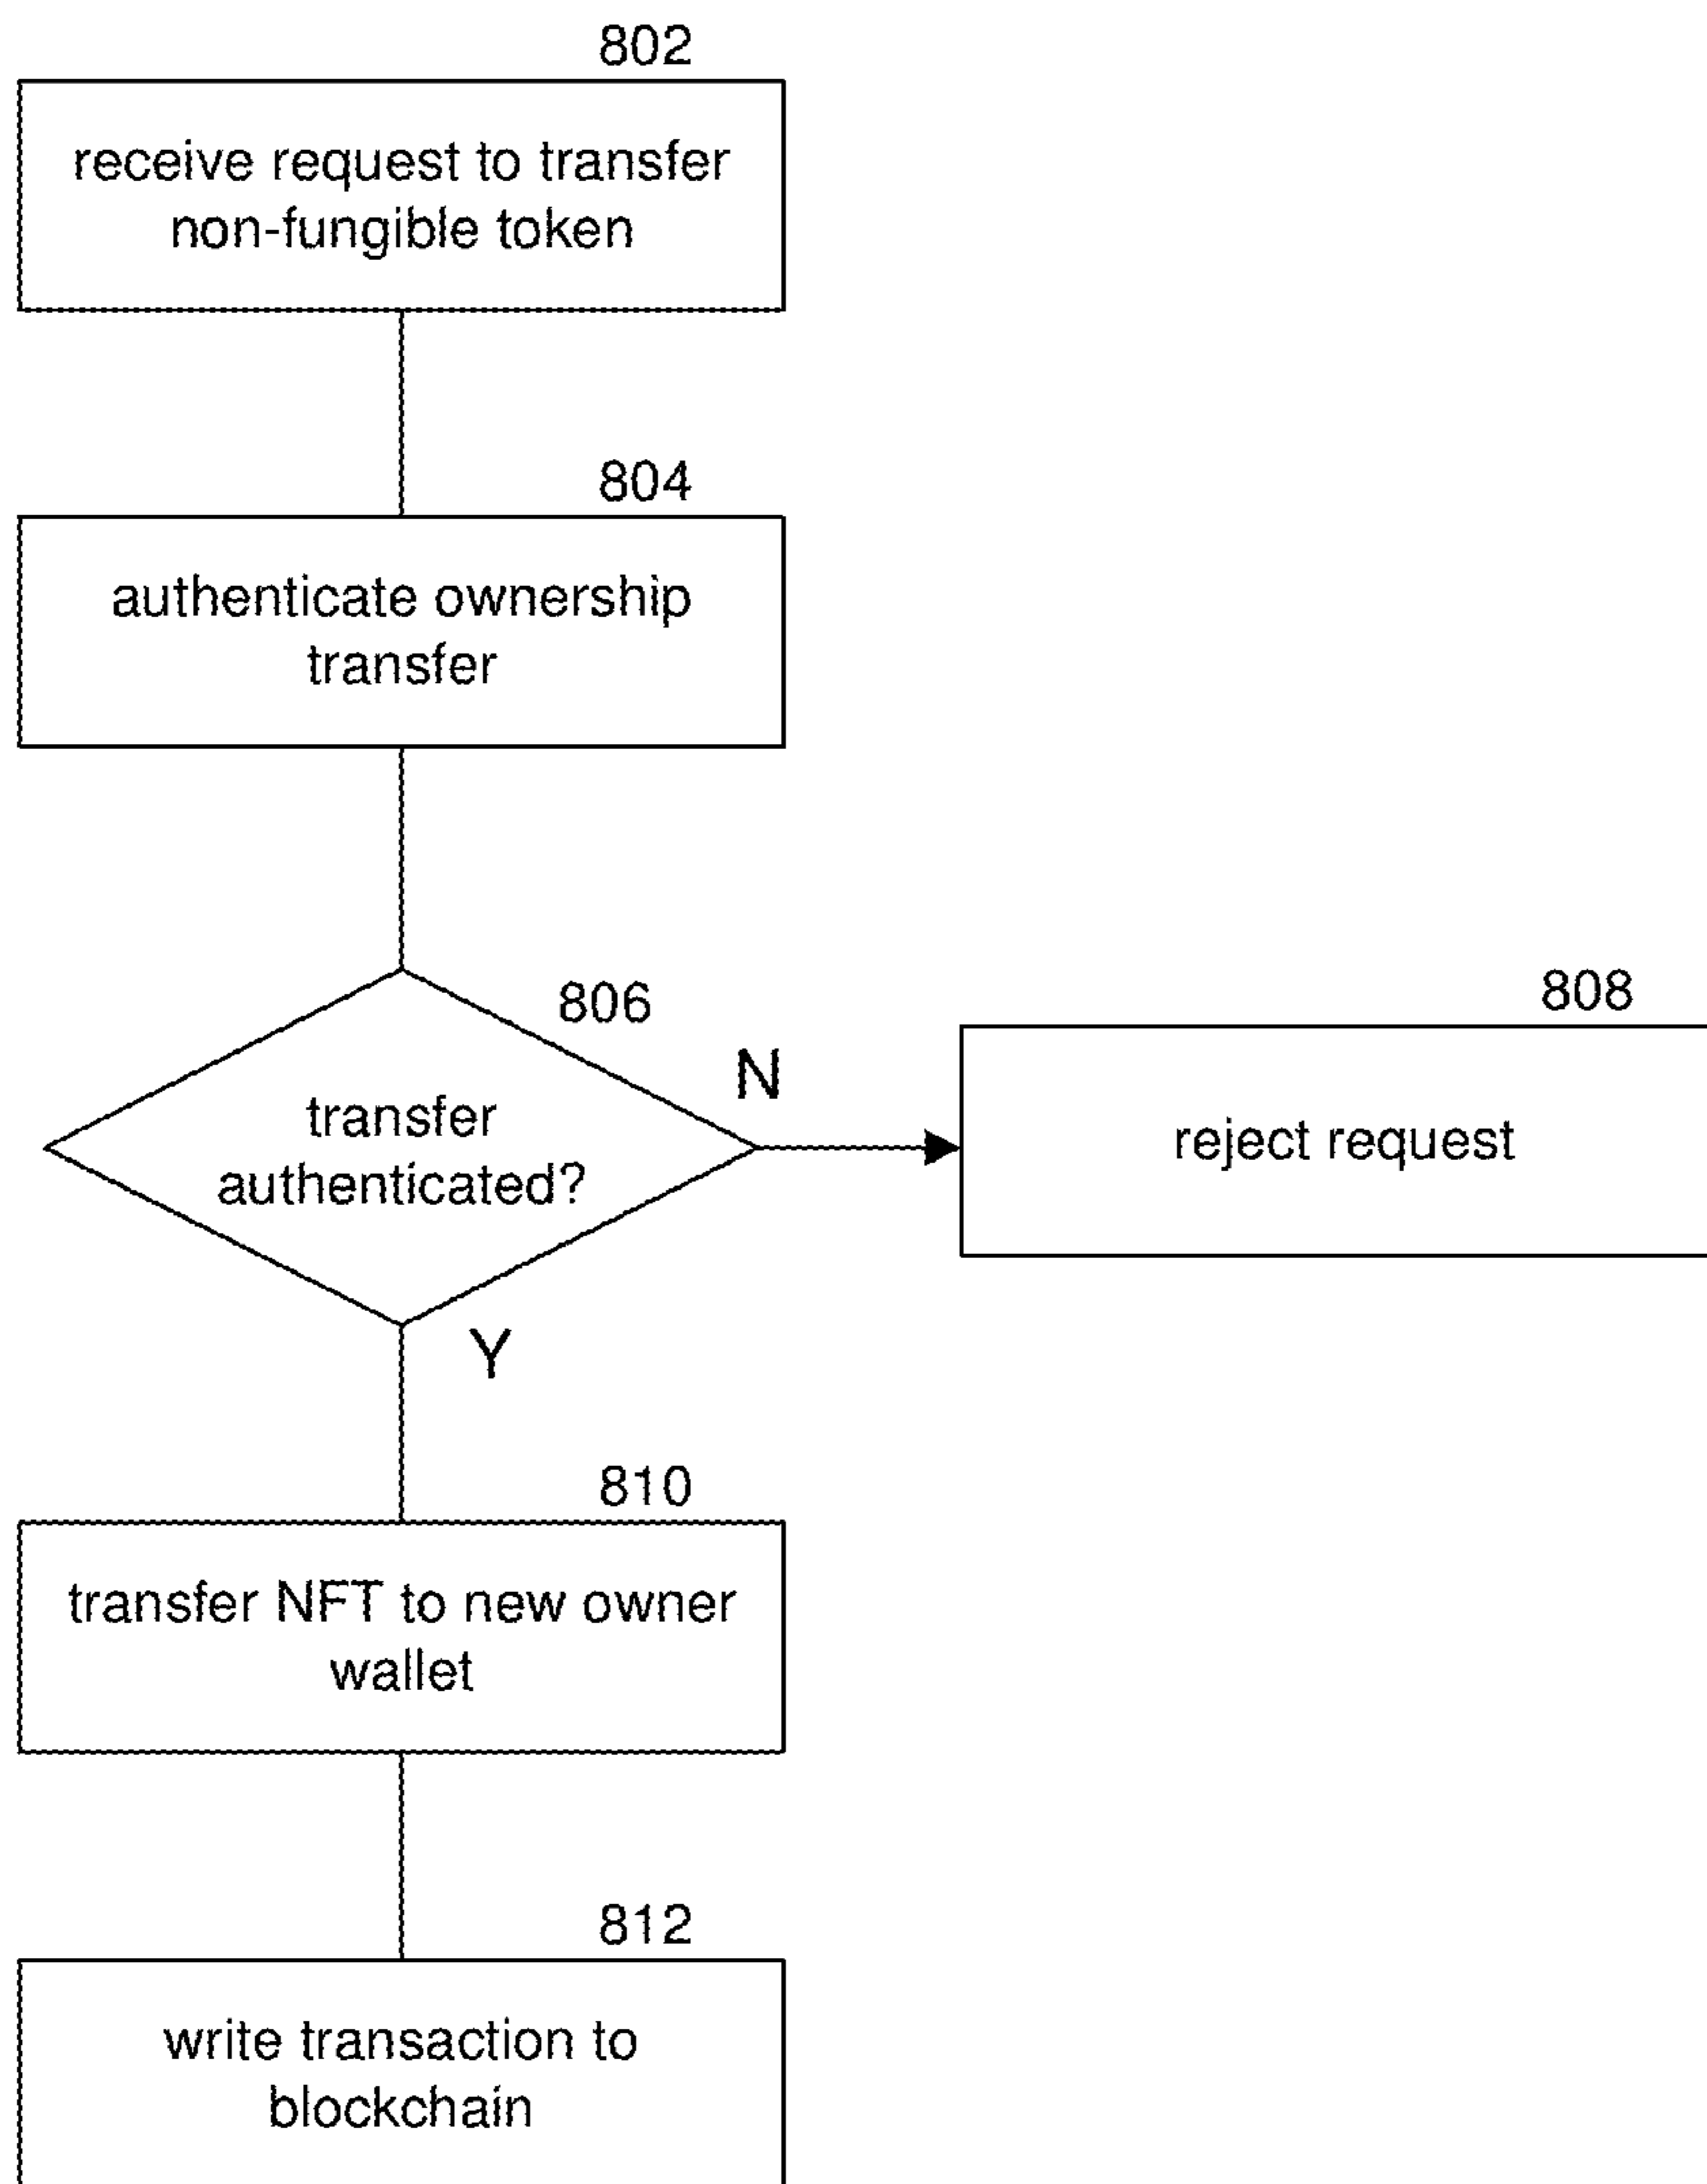 802
receive request to transfer
non-fungible token
804
authenticate ownership
transfer
806
N
transfer
authenticated?
808
reject request
Y
810
transfer NFT to new owner
wallet
812
write transaction to
blockchain